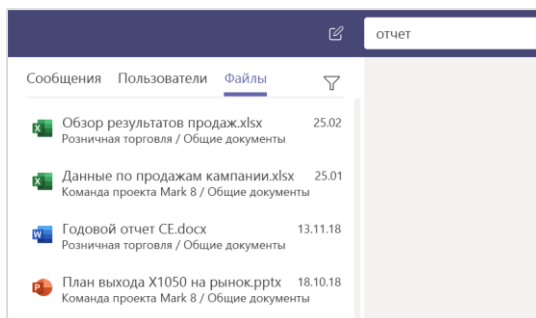 отчет
Сообщения Пользователи Файлы
Обзор результатов продаж.xlsx 25.02
Розничная торговля / Общие документы
Данные по продажам кампании.xlsx 25.01
Команда проекта Mark 8 / Общие документы
Годовой отчет CE.docx 13.11.18
Розничная торговля / Общие документы
План выхода X1050 на рынок.pptx 18.10.18
Команда проекта Mark 8 / Общие документы